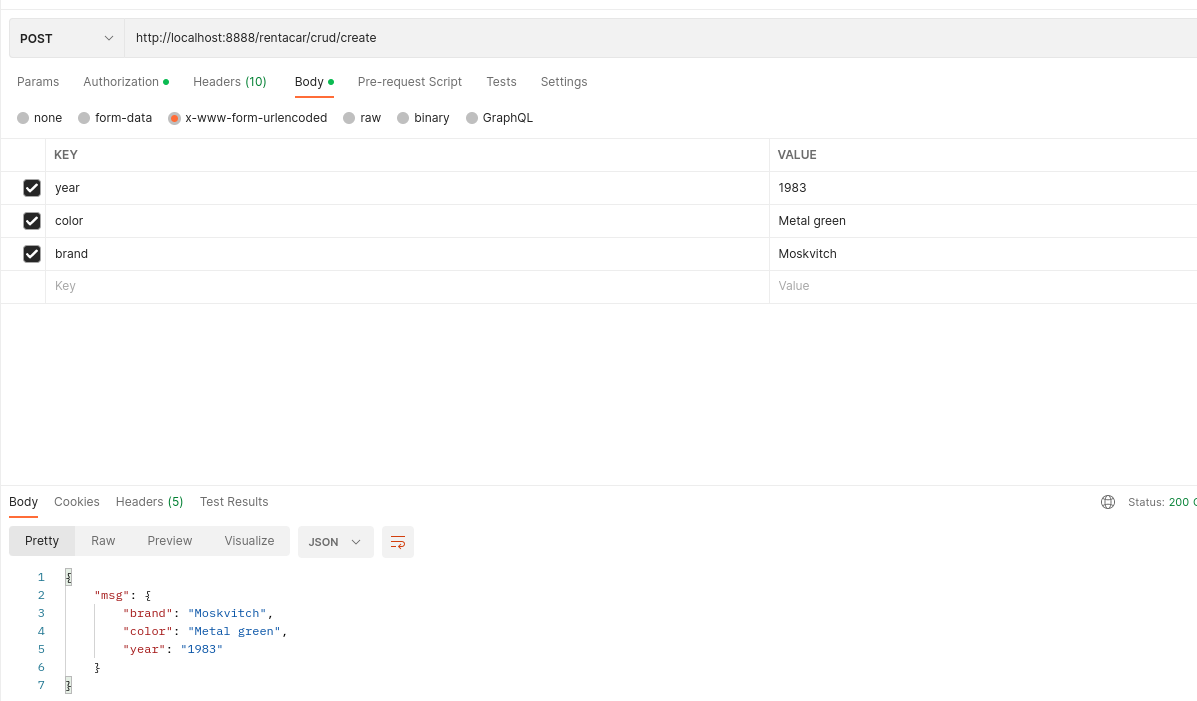 POST http://localhost:8888/rentacar/crud/create
Params Authorization Headers (10) Body Pre-request Script Tests Settings
none form-data x-www-form-urlencoded raw binary GraphQL
KEY VALUE
year 1983
color Metal green
brand Moskvitch
Key Value
Body Cookies Headers (5) Test Results Status: 200
Pretty Raw Preview Visualize JSON
1 {
2 "msg": {
3 "brand": "Moskvitch",
4 "color": "Metal green",
5 "year": "1983"
6 }
7 }